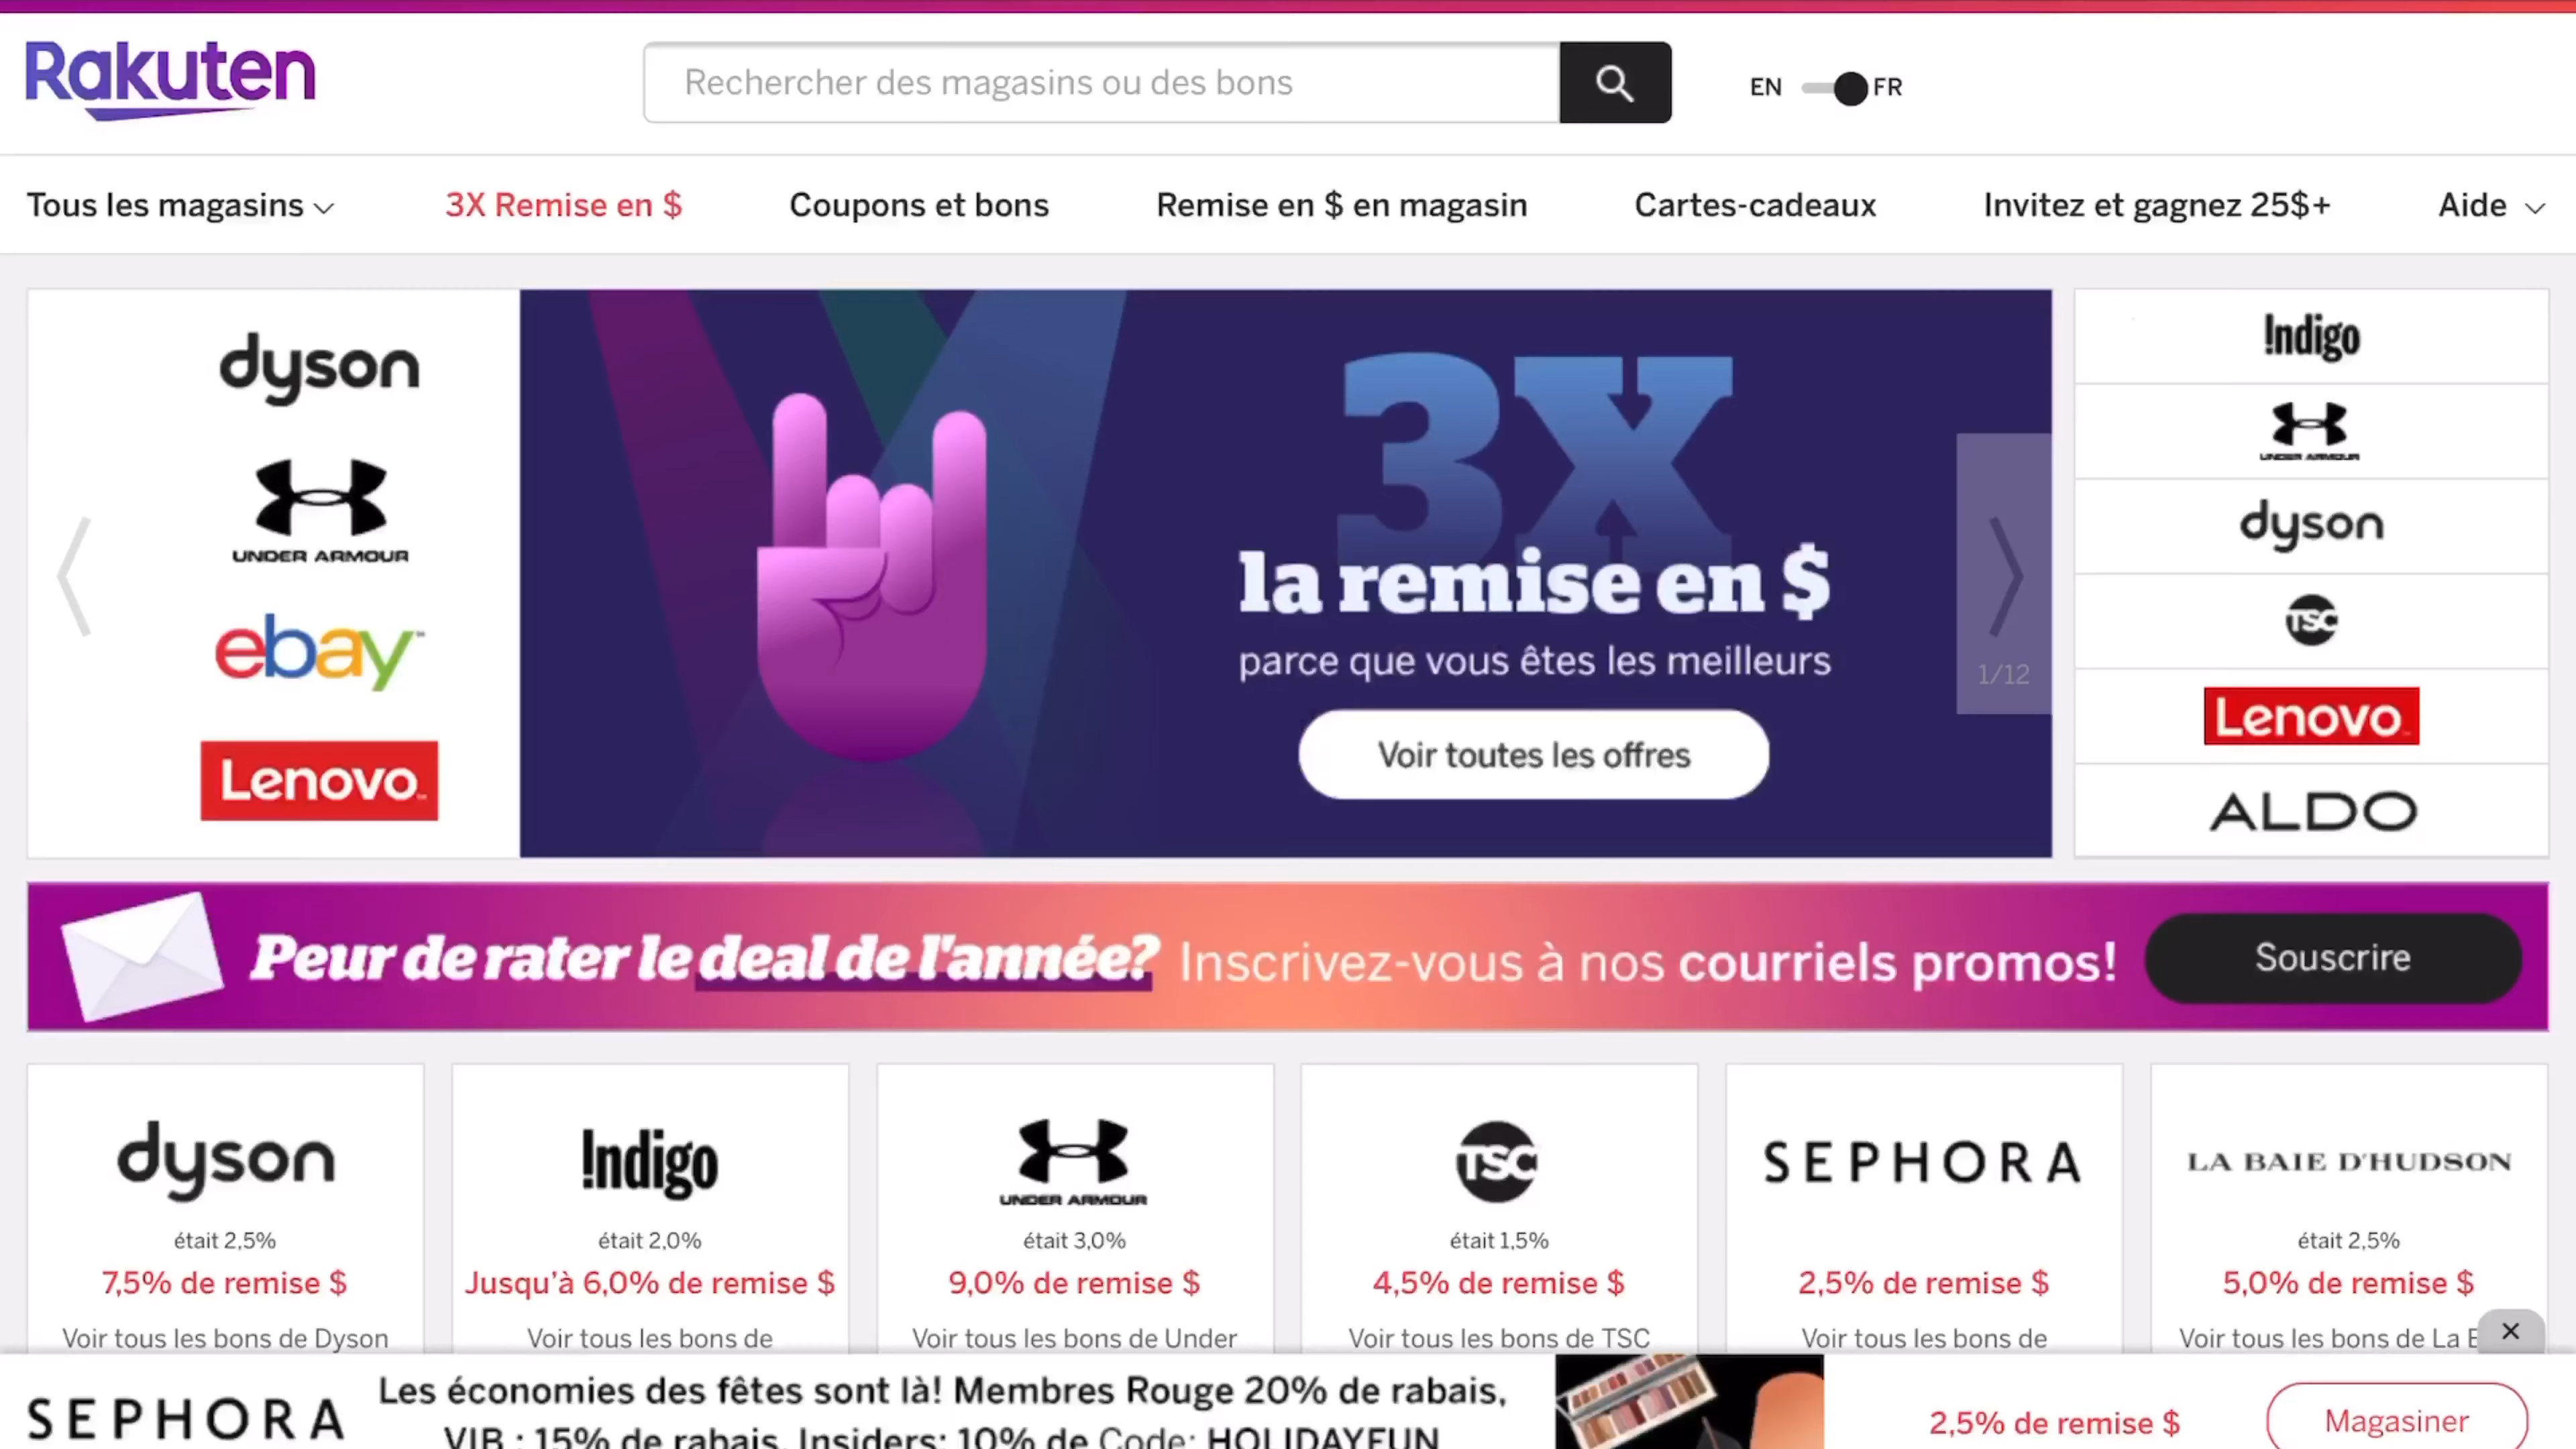 Rakuten
Rechercher des magasins ou des bons
EN FR
Tous les magasins
3X Remise en $
Coupons et bons
Remise en $ en magasin
Cartes-cadeaux
Invitez et gagnez 25$+
Aide
dyson
UNDER ARMOUR
ebay
Lenovo
3X
la remise en $
parce que vous êtes les meilleurs
Voir toutes les offres
1/12
Indigo
UNDER ARMOUR
dyson
TSC
Lenovo
ALDO
Peur de rater le deal de l'année? Inscrivez-vous à nos courriels promos!
Souscrire
dyson
était 2,5%
7,5% de remise $
Voir tous les bons de Dyson
Indigo
était 2,0%
Jusqu'à 6,0% de remise $
Voir tous les bons de
UNDER ARMOUR
était 3,0%
9,0% de remise $
Voir tous les bons de Under
TSC
était 1,5%
4,5% de remise $
Voir tous les bons de TSC
SEPHORA
2,5% de remise $
Voir tous les bons de
LA BAIE D'HUDSON
était 2,5%
5,0% de remise $
Voir tous les bons de La
SEPHORA
Les économies des fêtes sont là! Membres Rouge 20% de rabais,
VIB : 15% de rabais, Insiders: 10% de Code: HOLIDAYFUN
2,5% de remise $
Magasiner